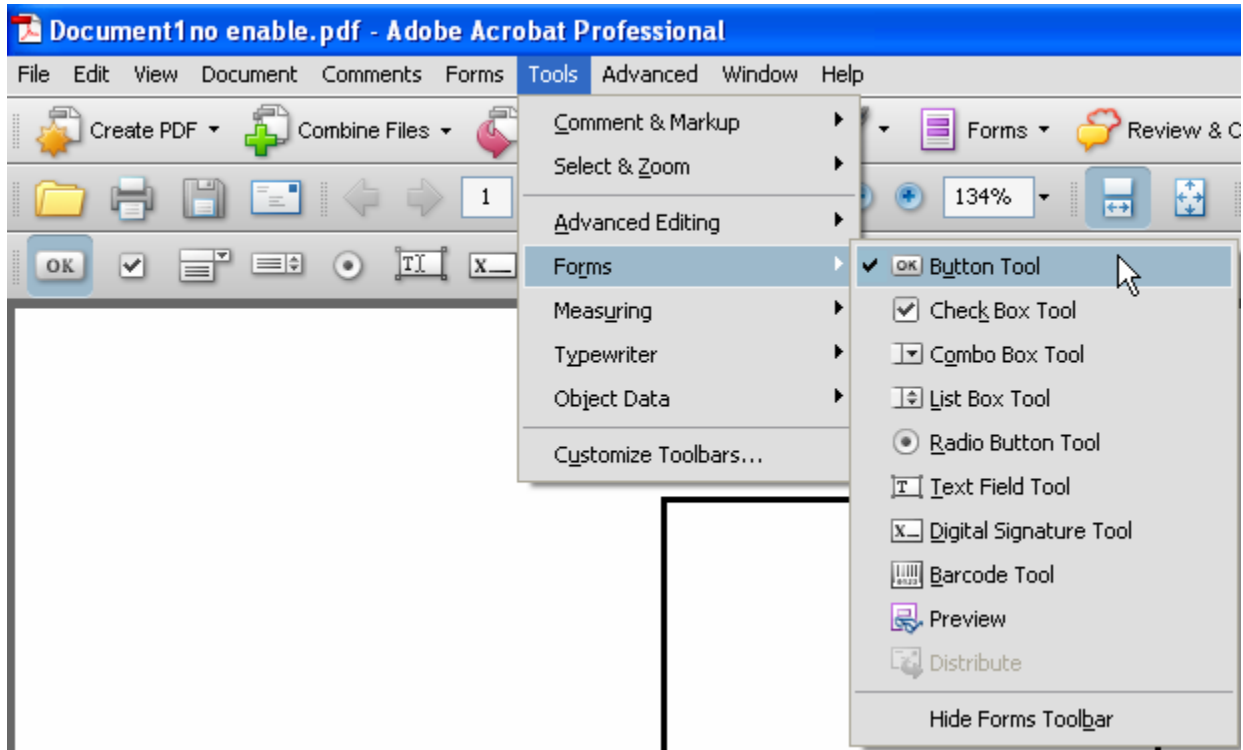 Document1no enable.pdf - Adobe Acrobat Professional
File Edit View Document Comments Forms Tools Advanced Window Help
Create PDF Combine Files Forms Review &
1 134%
OK
Comment & Markup
Select & Zoom
Advanced Editing
Forms
Measuring
Typewriter
Object Data
Customize Toolbars...
OK Button Tool
Check Box Tool
Combo Box Tool
List Box Tool
Radio Button Tool
T Text Field Tool
X Digital Signature Tool
Barcode Tool
Preview
Distribute
Hide Forms Toolbar